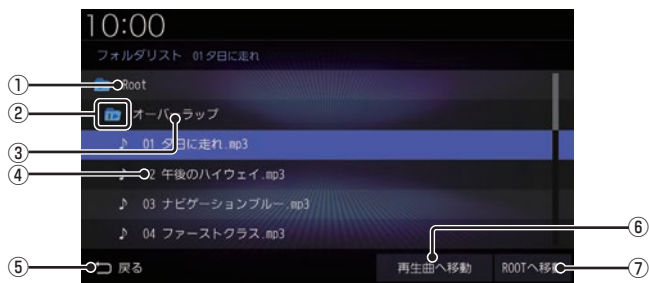 10:00
フォルダリスト 01夕日に走れ
① Root
② オーバーラップ
③ ♪ 01 夕日に走れ.mp3
④ ♪ 02 午後のハイウェイ.mp3
♪ 03 ナビゲーションブルー.mp3
♪ 04 ファーストクラス.mp3
⑥
⑤ 戻る 再生曲へ移動 ROOTへ移動 ⑦